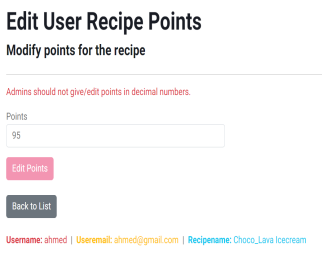 Edit User Recipe Points
Modify points for the recipe
Admins should not give/edit points in decimal numbers.
Points
95
Edit Points
Back to List
Username: ahmed | Useremail: ahmed@gmail.com | Recipename: Choco_Lava Icecream